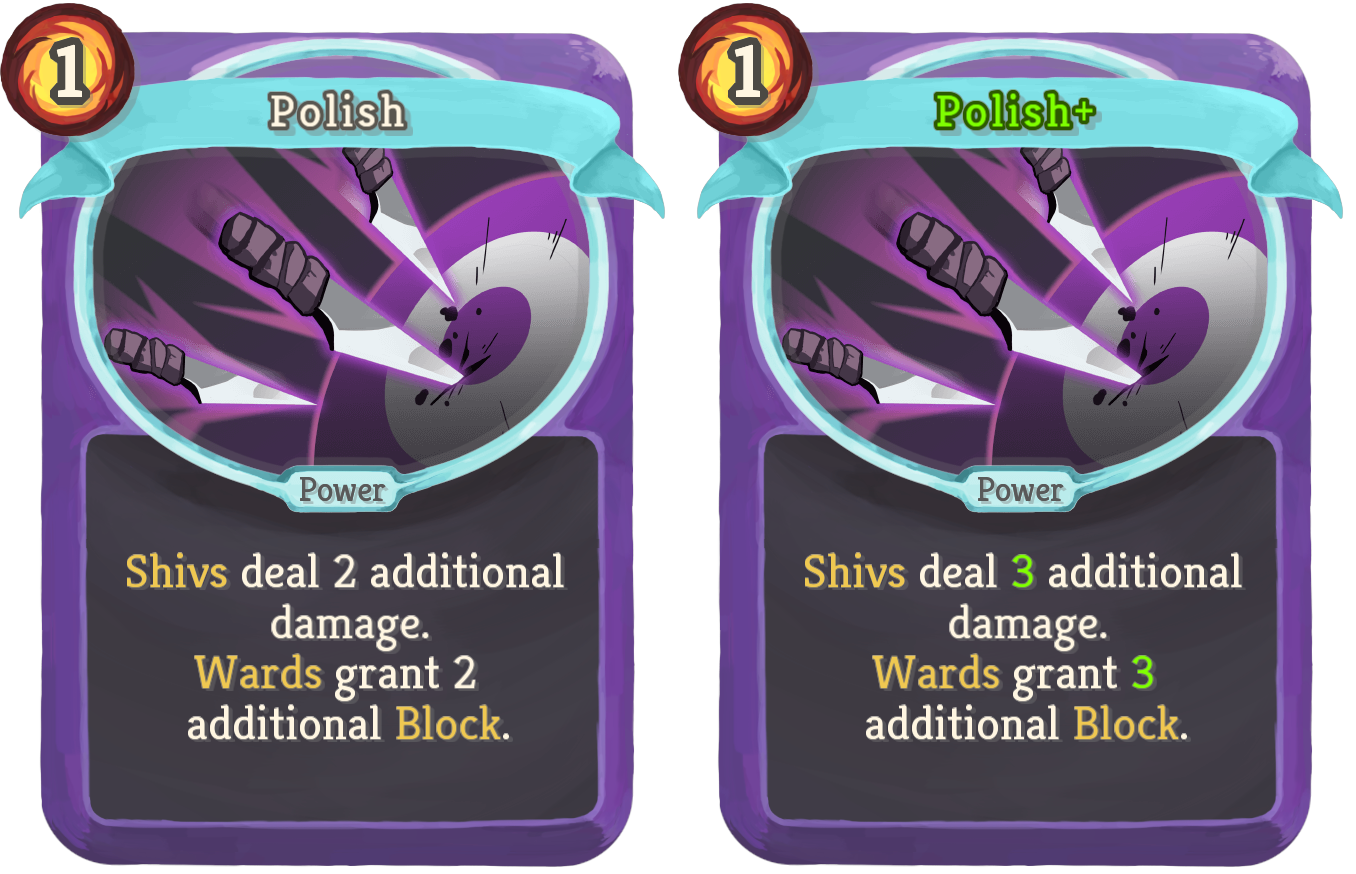 1
Polish
Power
Shivs deal 2 additional
damage.
Wards grant 2
additional Block.
1
Polish+
Power
Shivs deal 3 additional
damage.
Wards grant 3
additional Block.